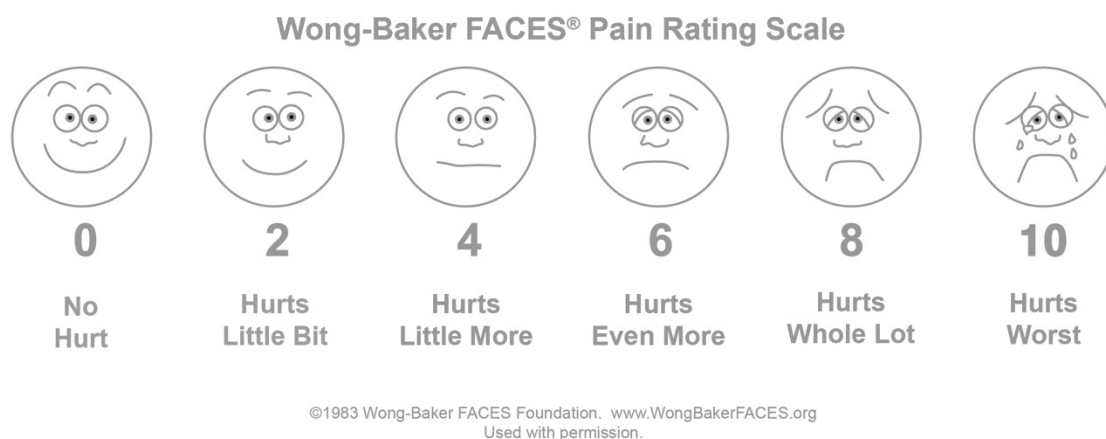 Wong-Baker FACES® Pain Rating Scale
0
2
4
6
8
10
No
Hurt
Hurts
Little Bit
Hurts
Little More
Hurts
Even More
Hurts
Whole Lot
Hurts
Worst
©1983 Wong-Baker FACES Foundation. www.WongBakerFACES.org
Used with permission.